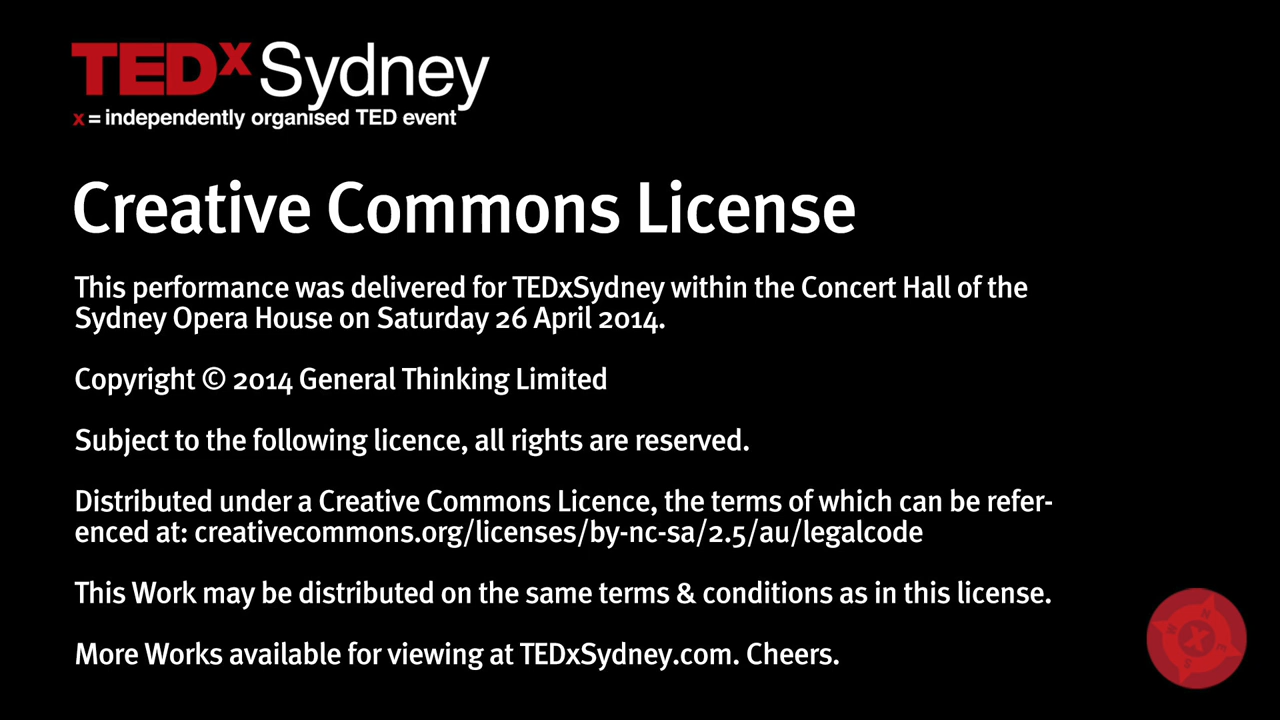 TEDx Sydney
x = independently organised TED event
Creative Commons License
This performance was delivered for TEDxSydney within the Concert Hall of the
Sydney Opera House on Saturday 26 April 2014.
Copyright © 2014 General Thinking Limited
Subject to the following licence, all rights are reserved.
Distributed under a Creative Commons Licence, the terms of which can be refer-
enced at: creativecommons.org/licenses/by-nc-sa/2.5/au/legalcode
This Work may be distributed on the same terms & conditions as in this license.
More Works available for viewing at TEDxSydney.com. Cheers.